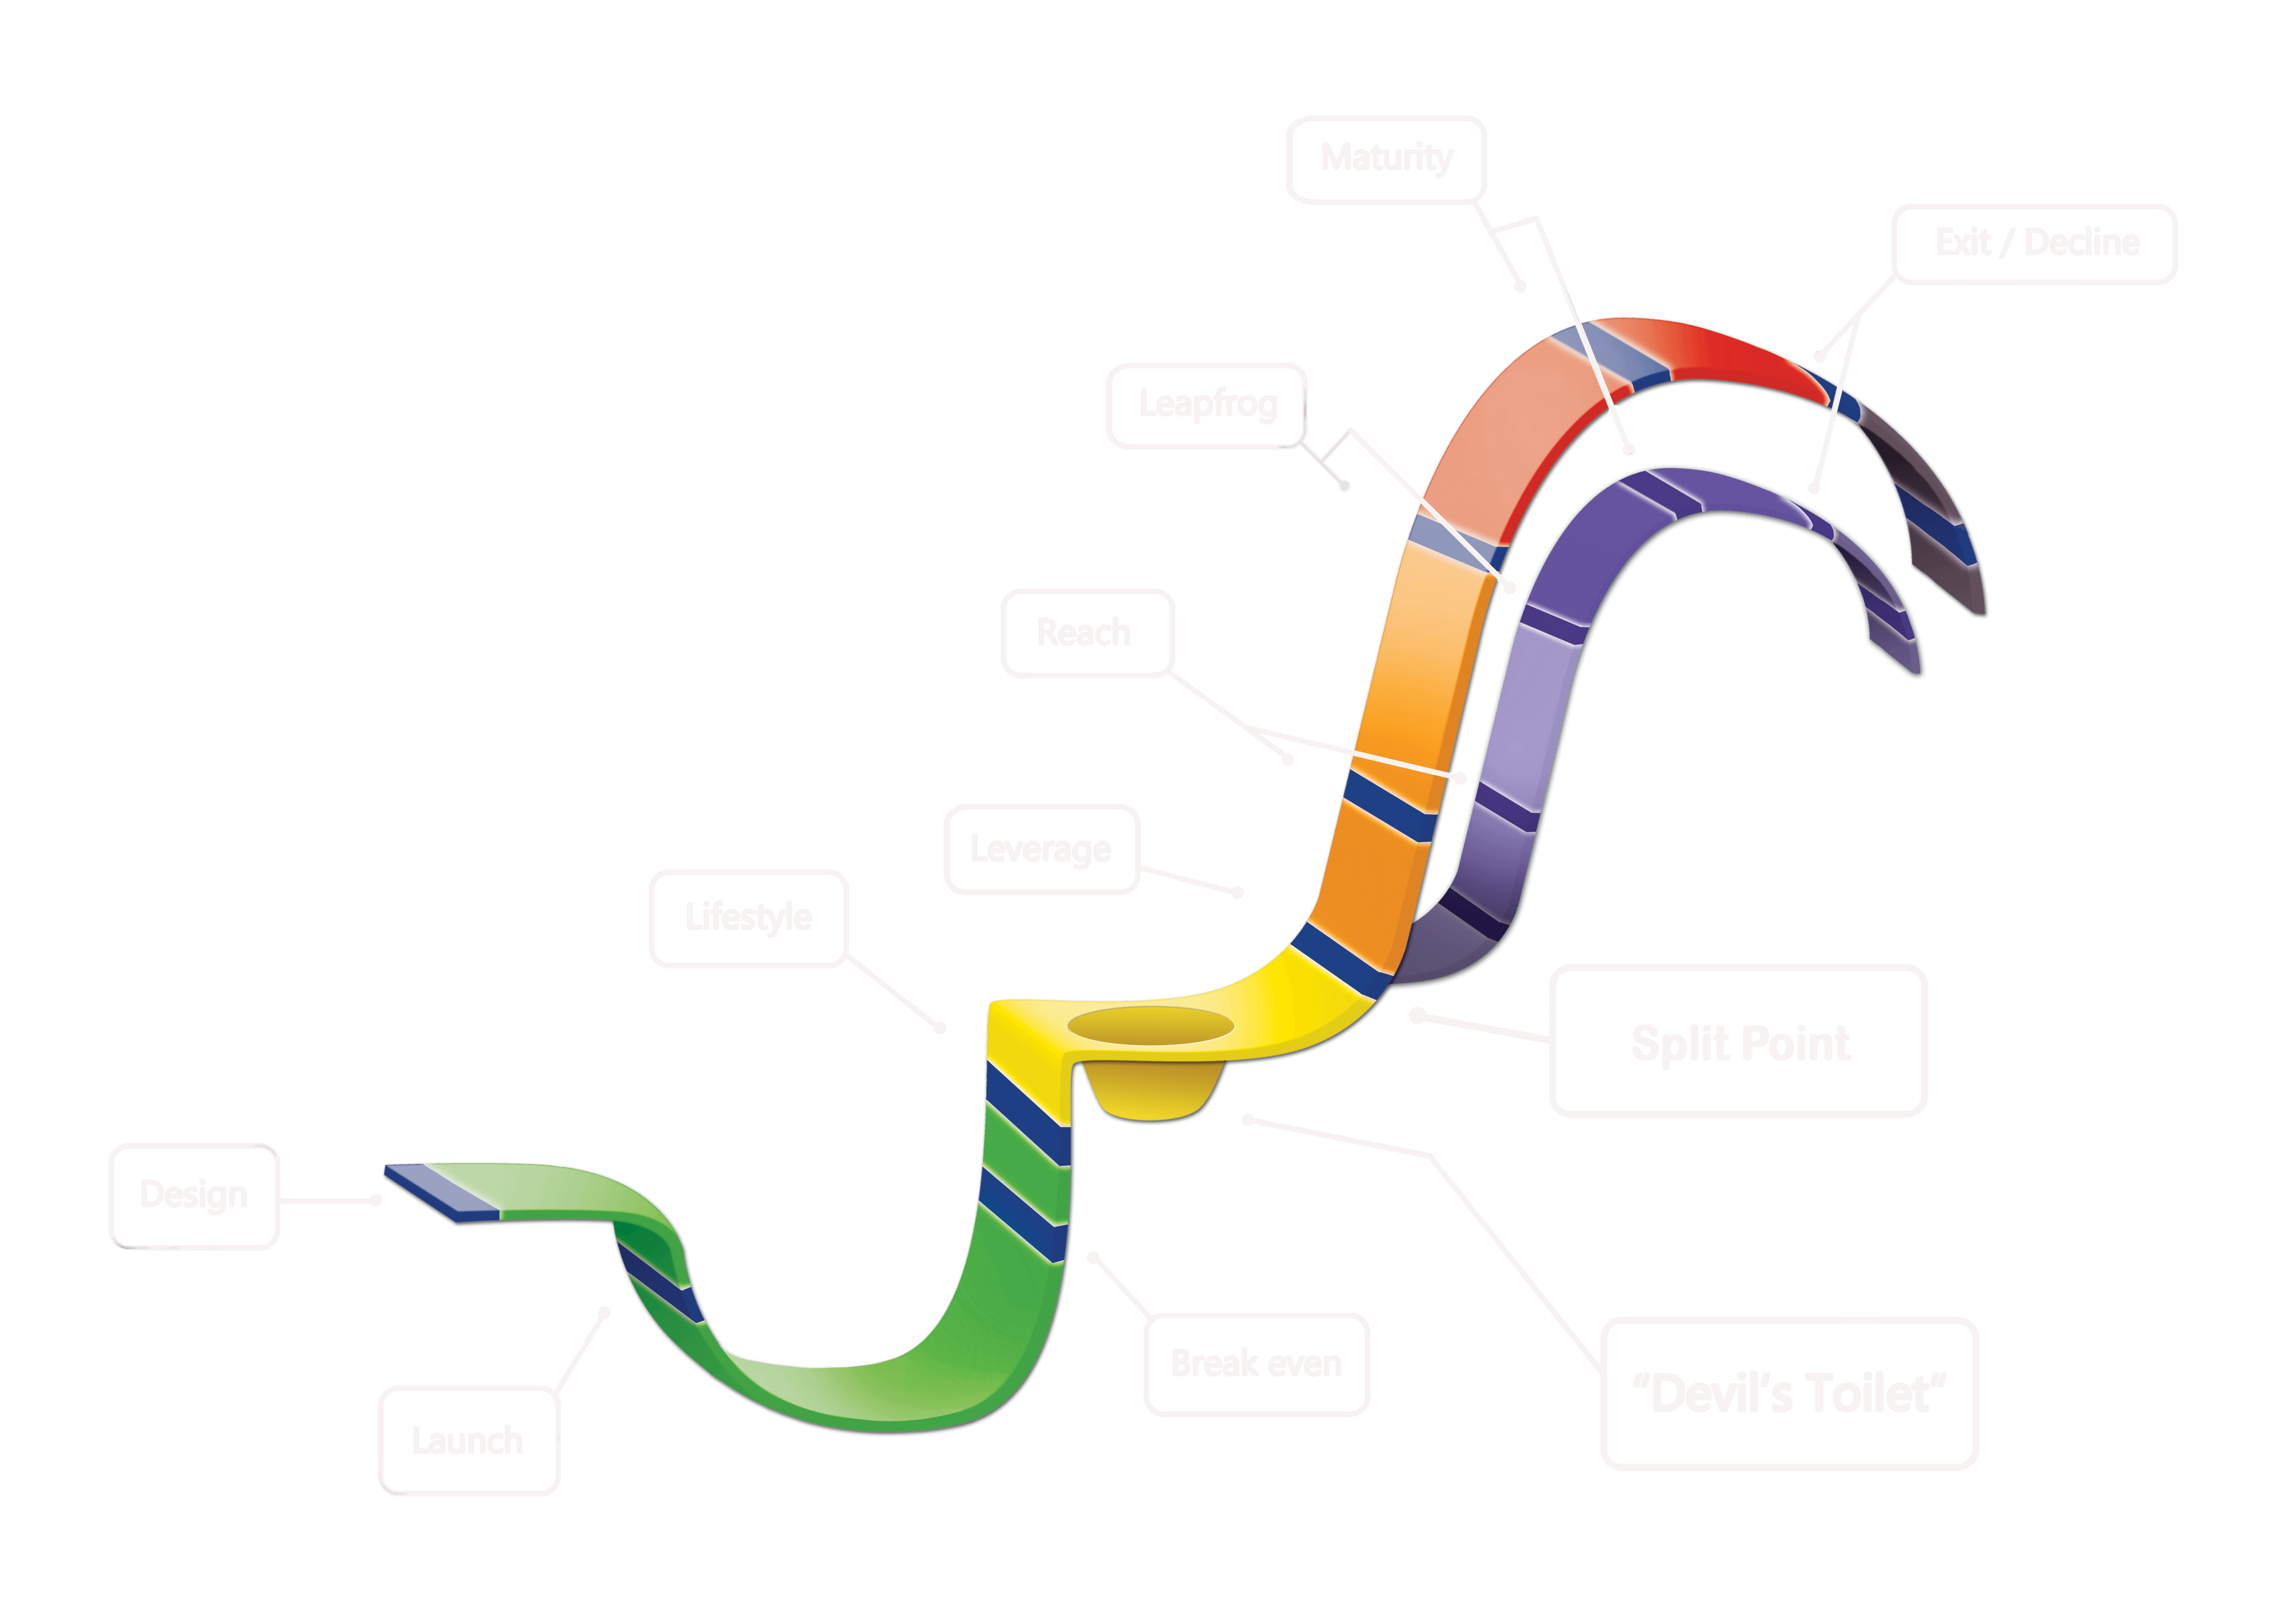 Maturity
Exit / Decline
Leapfrog
Reach
Leverage
Lifestyle
Split Point
Design
Break even
“Devil’s Toilet”
Launch